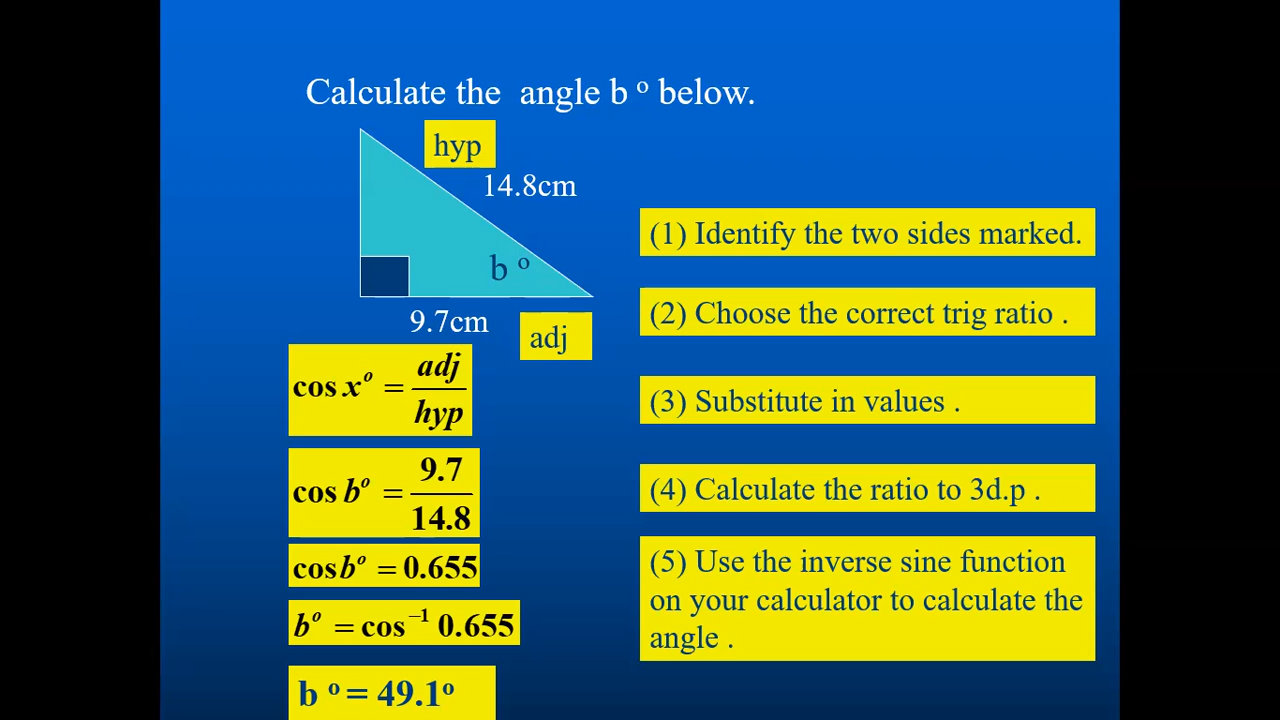 Calculate the  angle b º below.
hyp
14.8cm
b º
9.7cm
adj
(1) Identify the two sides marked.
(2) Choose the correct trig ratio .
(3) Substitute in values .
(4) Calculate the ratio to 3d.p .
(5) Use the inverse sine function
on your calculator to calculate the
angle .
cos xº = adj/hyp
cos bº = 9.7/14.8
cos bº = 0.655
bº = cos⁻¹ 0.655
b º = 49.1º